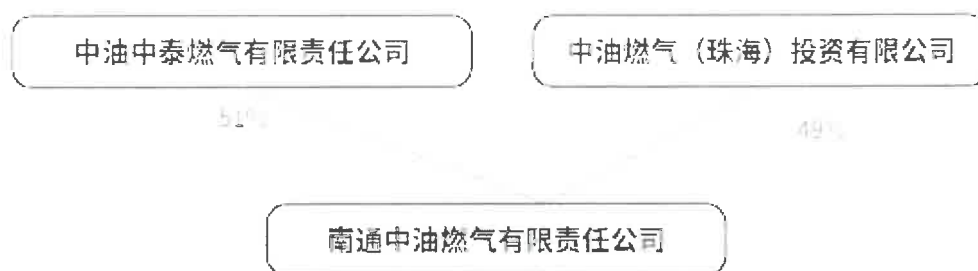 中油中泰燃气有限责任公司
中油燃气（珠海）投资有限公司
51%
49%
南通中油燃气有限责任公司